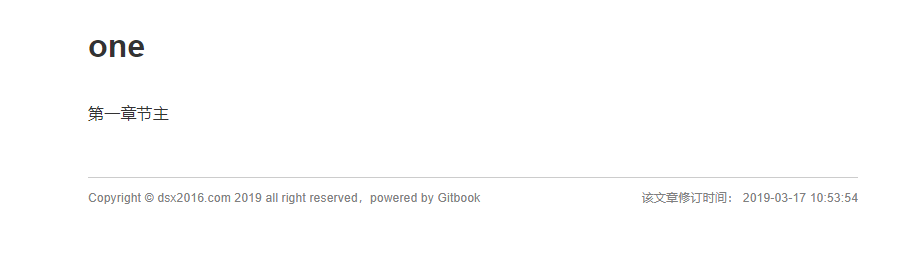 one
第一章节主
Copyright © dsx2016.com 2019 all right reserved，powered by Gitbook 该文章修订时间： 2019-03-17 10:53:54